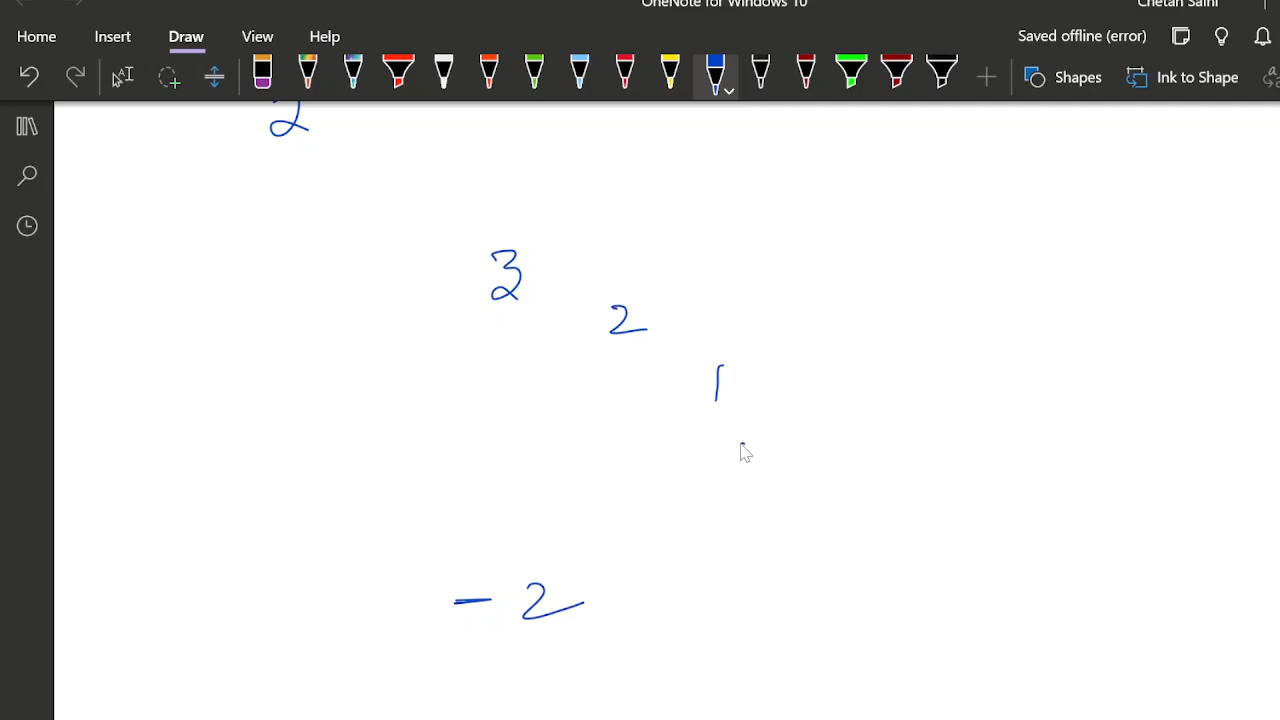 OneNote for Windows 10
Chetan Saini
Home Insert Draw View Help
Saved offline (error)
Shapes
Ink to Shape
2
3
2
1
- 2